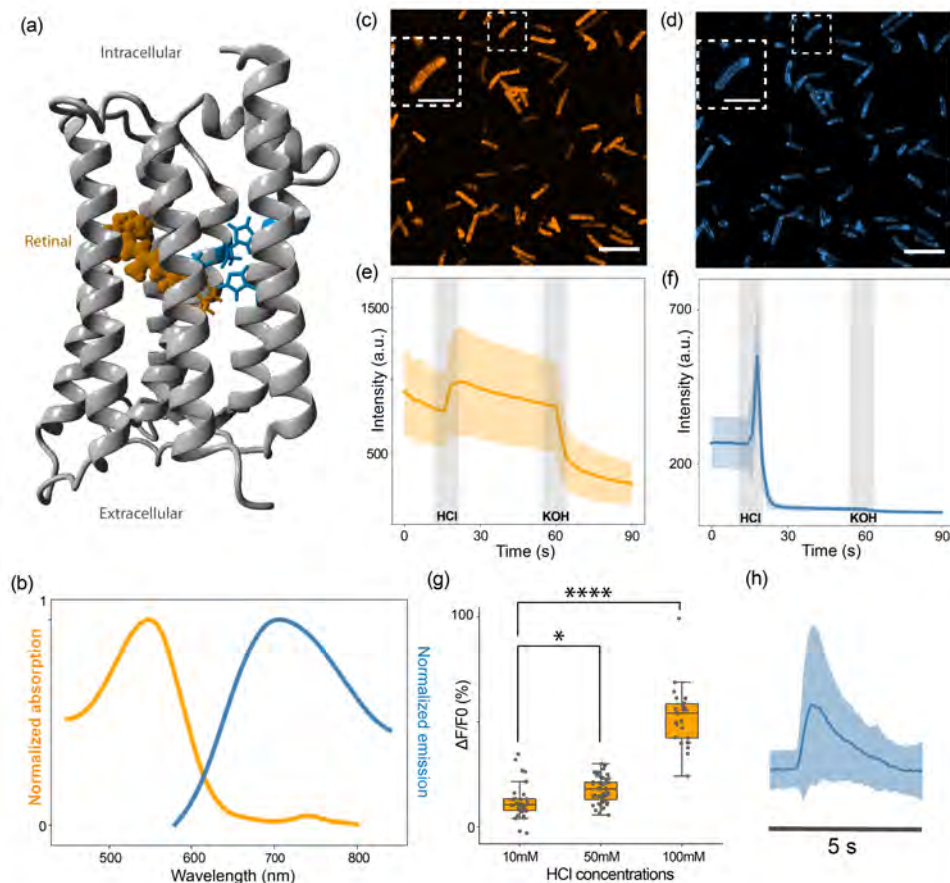 (a)
Intracellular
Retinal
Extracellular
(b)
1
0
Normalized absorption
Normalized emission
500
600
700
800
Wavelength (nm)
(c)
(d)
(e)
1500
500
Intensity (a.u.)
HCl
KOH
0
30
60
90
Time (s)
(f)
700
200
Intensity (a.u.)
HCl
KOH
0
30
60
90
Time (s)
(g)
****
*
100
0
ΔF/F0 (%)
10mM
50mM
100mM
HCl concentrations
(h)
5 s